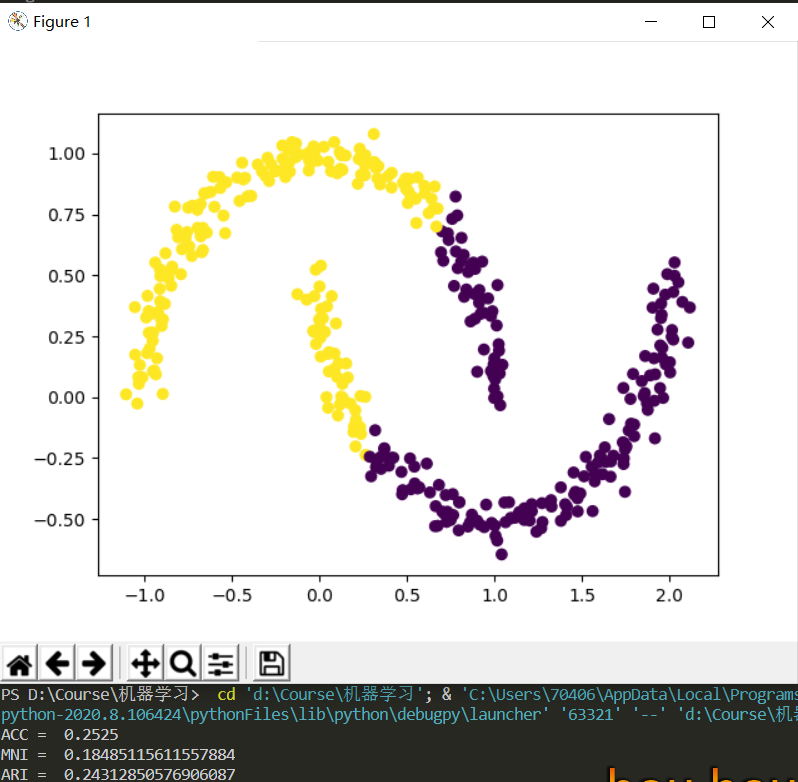 Figure 1
1.00
0.75
0.50
0.25
0.00
−0.25
−0.50
−1.0 −0.5 0.0 0.5 1.0 1.5 2.0
PS D:\Course\机器学习> cd 'd:\Course\机器学习'; & 'C:\Users\70406\AppData\Local\Programs
python-2020.8.106424\pythonFiles\lib\python\debugpy\launcher' '63321' '--' 'd:\Course\机
ACC = 0.2525
MNI = 0.18485115611557884
ARI = 0.24312850576906087